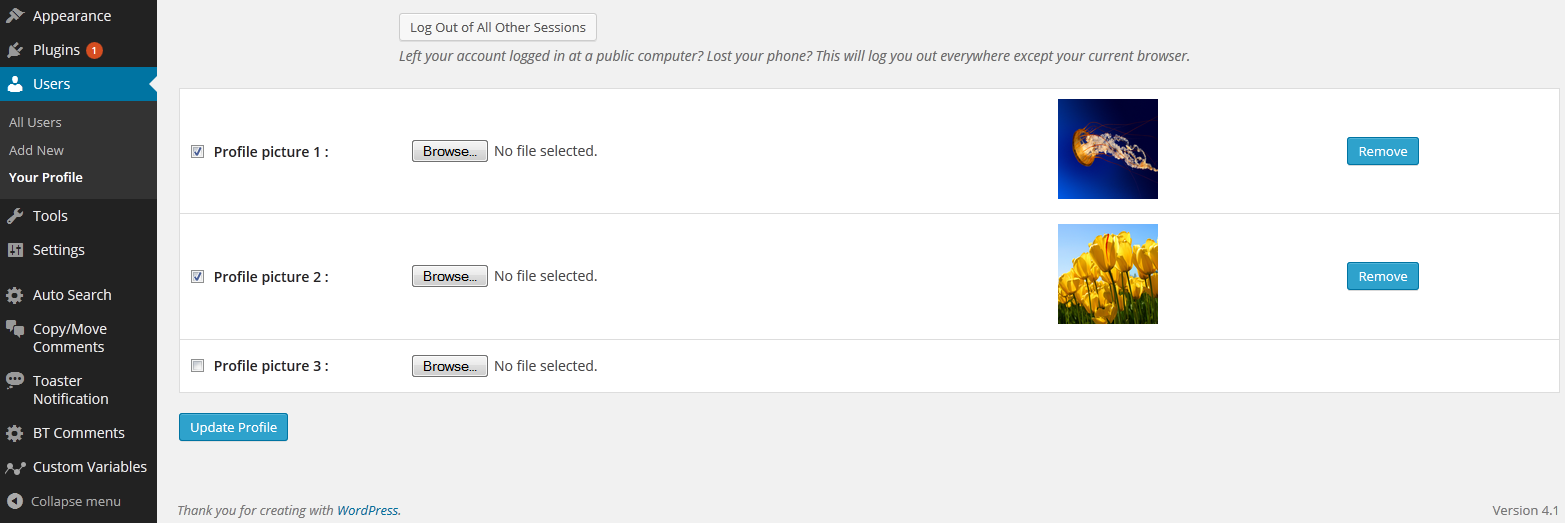 Appearance
Plugins 1
Users
All Users
Add New
Your Profile
Tools
Settings
Auto Search
Copy/Move
Comments
Toaster
Notification
BT Comments
Custom Variables
Collapse menu
Log Out of All Other Sessions
Left your account logged in at a public computer? Lost your phone? This will log you out everywhere except your current browser.
Profile picture 1 : Browse... No file selected. Remove
Profile picture 2 : Browse... No file selected. Remove
Profile picture 3 : Browse... No file selected.
Update Profile
Thank you for creating with WordPress. Version 4.1